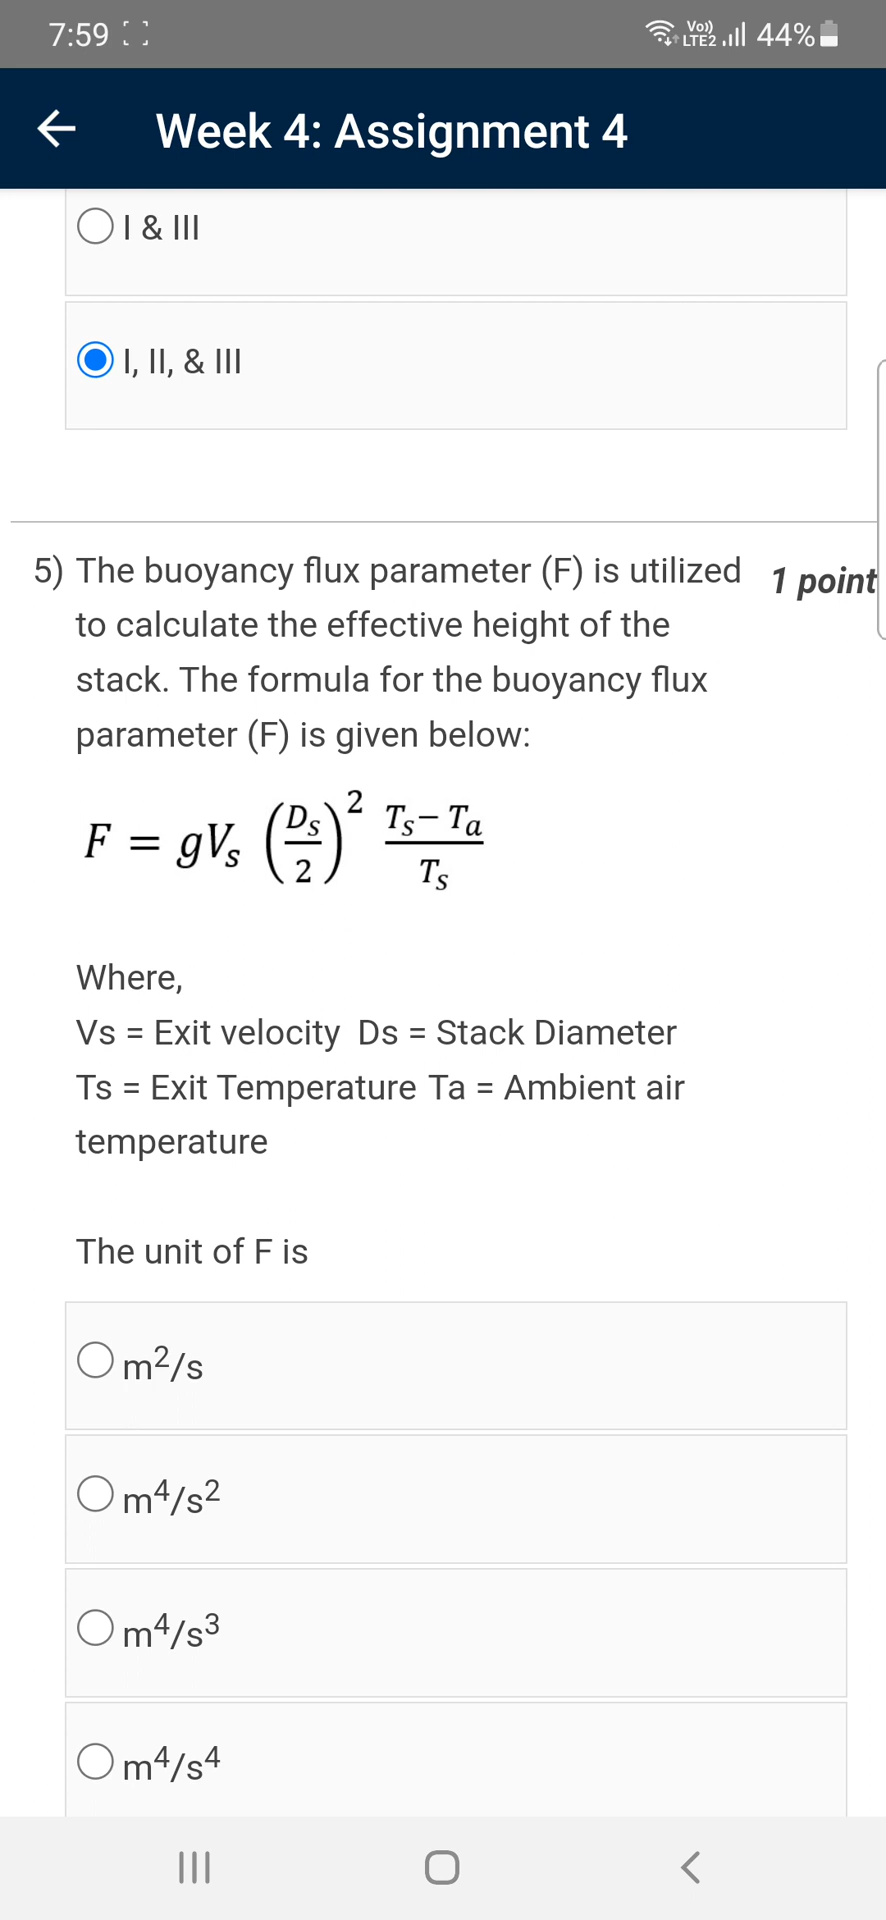 7:59
Vo))
LTE2
44%
Week 4: Assignment 4
I & III
I, II, & III
5) The buoyancy flux parameter (F) is utilized 1 point
to calculate the effective height of the
stack. The formula for the buoyancy flux
parameter (F) is given below:
F = gVₛ (Dₛ/2)² Tₛ− Tₐ/Tₛ
Where,
Vs = Exit velocity Ds = Stack Diameter
Ts = Exit Temperature Ta = Ambient air
temperature
The unit of F is
m²/s
m⁴/s²
m⁴/s³
m⁴/s⁴